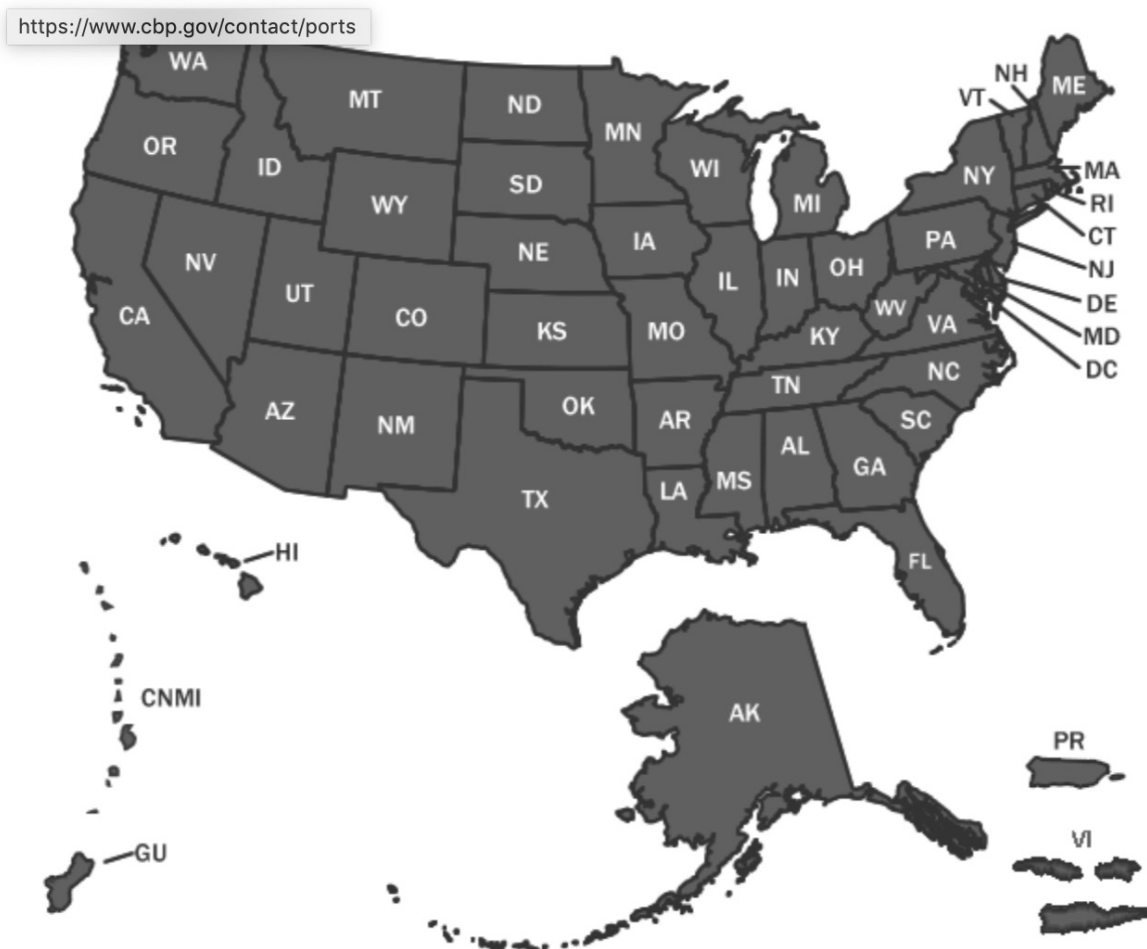 https://www.cbp.gov/contact/ports
WA
MT
ND
MN
NH
VT
ME
OR
ID
SD
WI
MI
NY
MA
RI
CT
NJ
DE
MD
DC
WY
NE
IA
IL
IN
OH
PA
NV
UT
CO
KS
MO
KY
WV
VA
CA
AZ
NM
OK
AR
TN
NC
SC
TX
LA
MS
AL
GA
FL
HI
CNMI
GU
AK
PR
VI